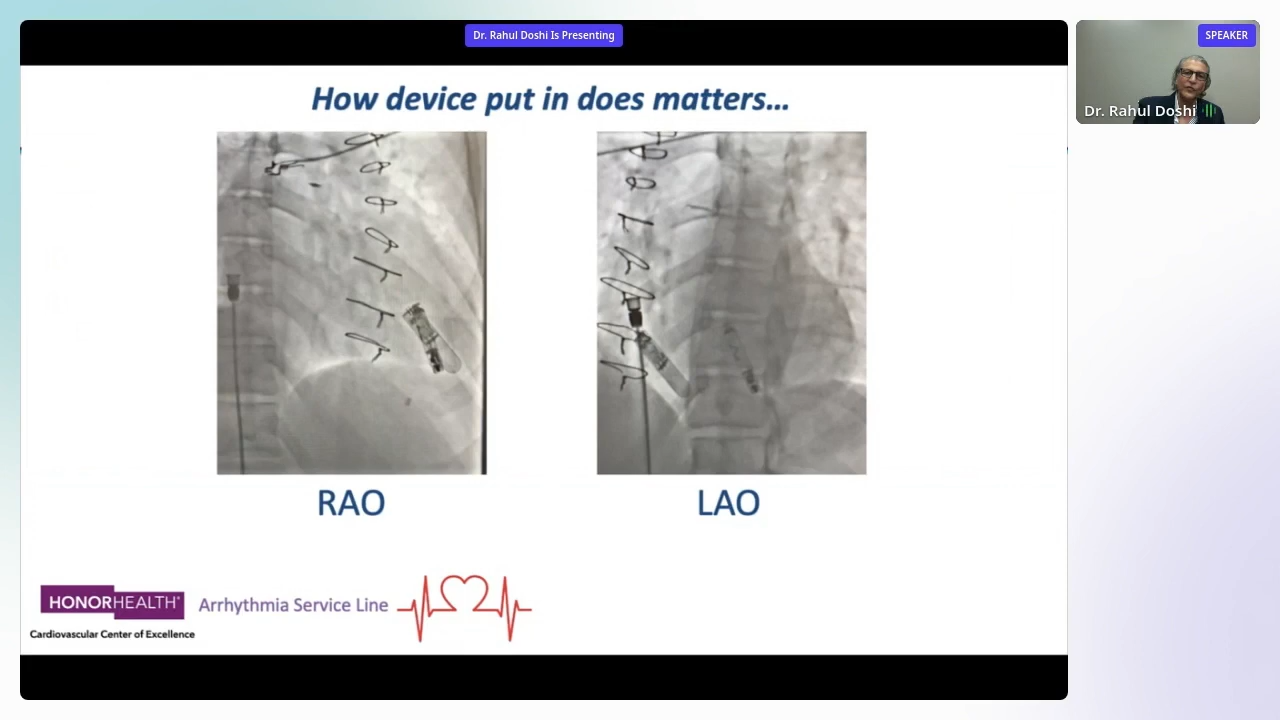 Dr. Rahul Doshi Is Presenting
SPEAKER
Dr. Rahul Doshi
How device put in does matters...
RAO
LAO
HONORHEALTH®
Arrhythmia Service Line
Cardiovascular Center of Excellence